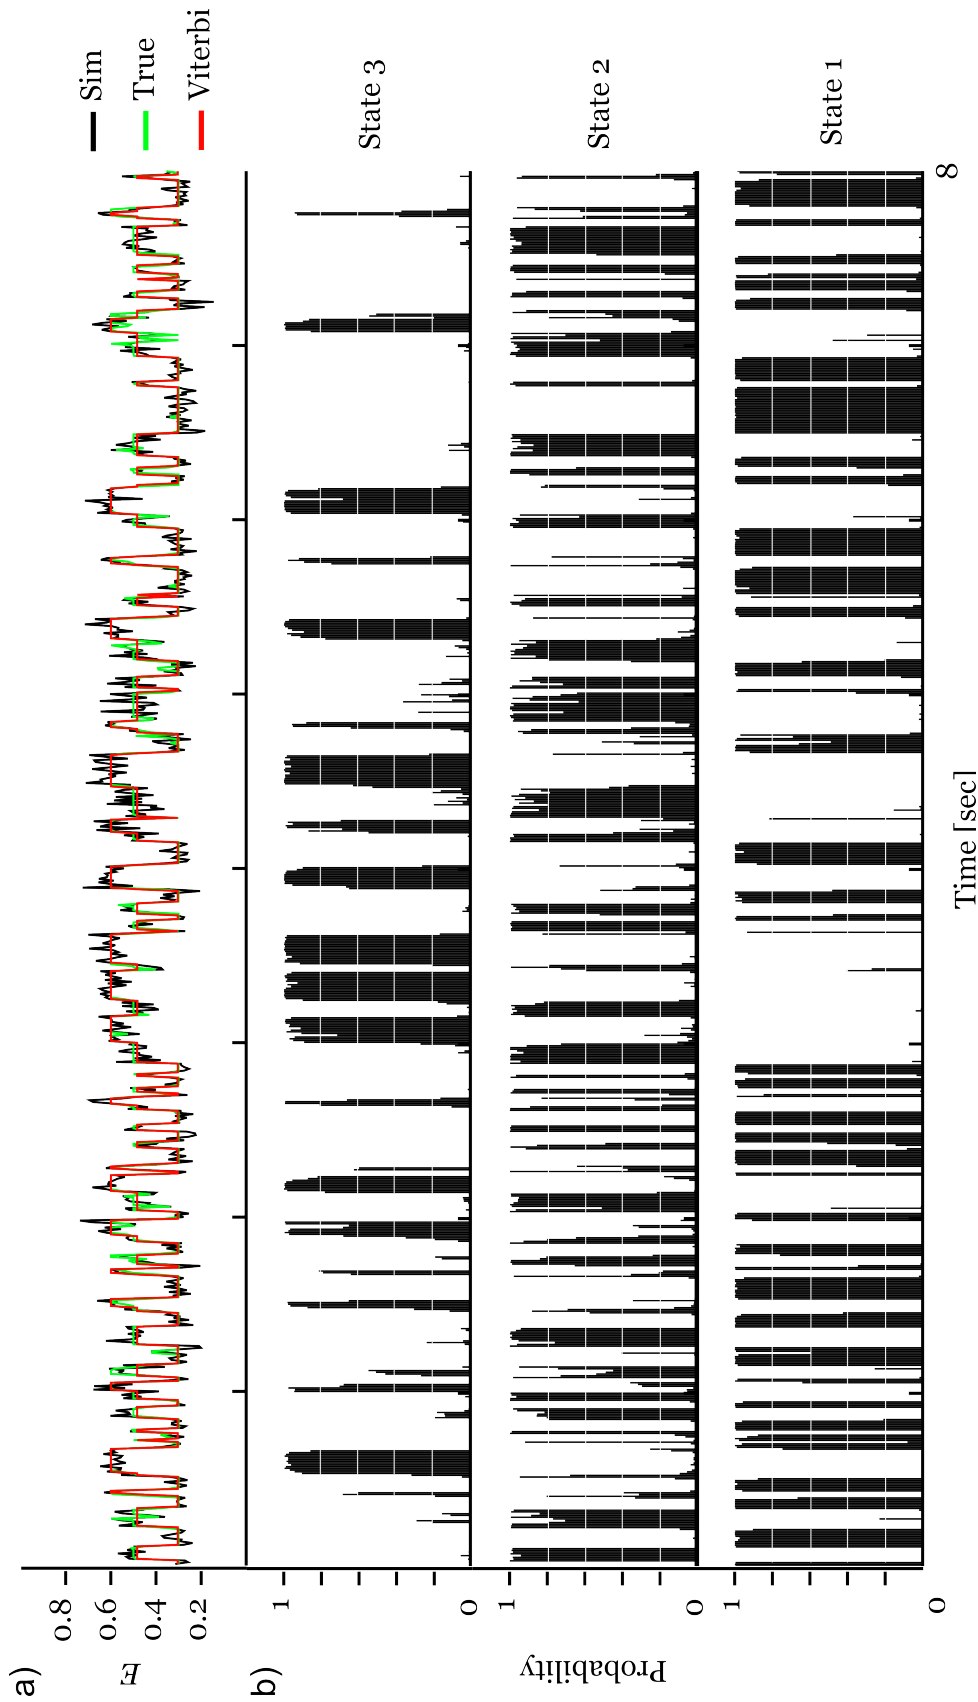 a)
E
0.8
0.6
0.4
0.2
Sim
True
Viterbi
b)
Probability
1
0
State 3
1
0
State 2
1
0
State 1
8
Time [sec]